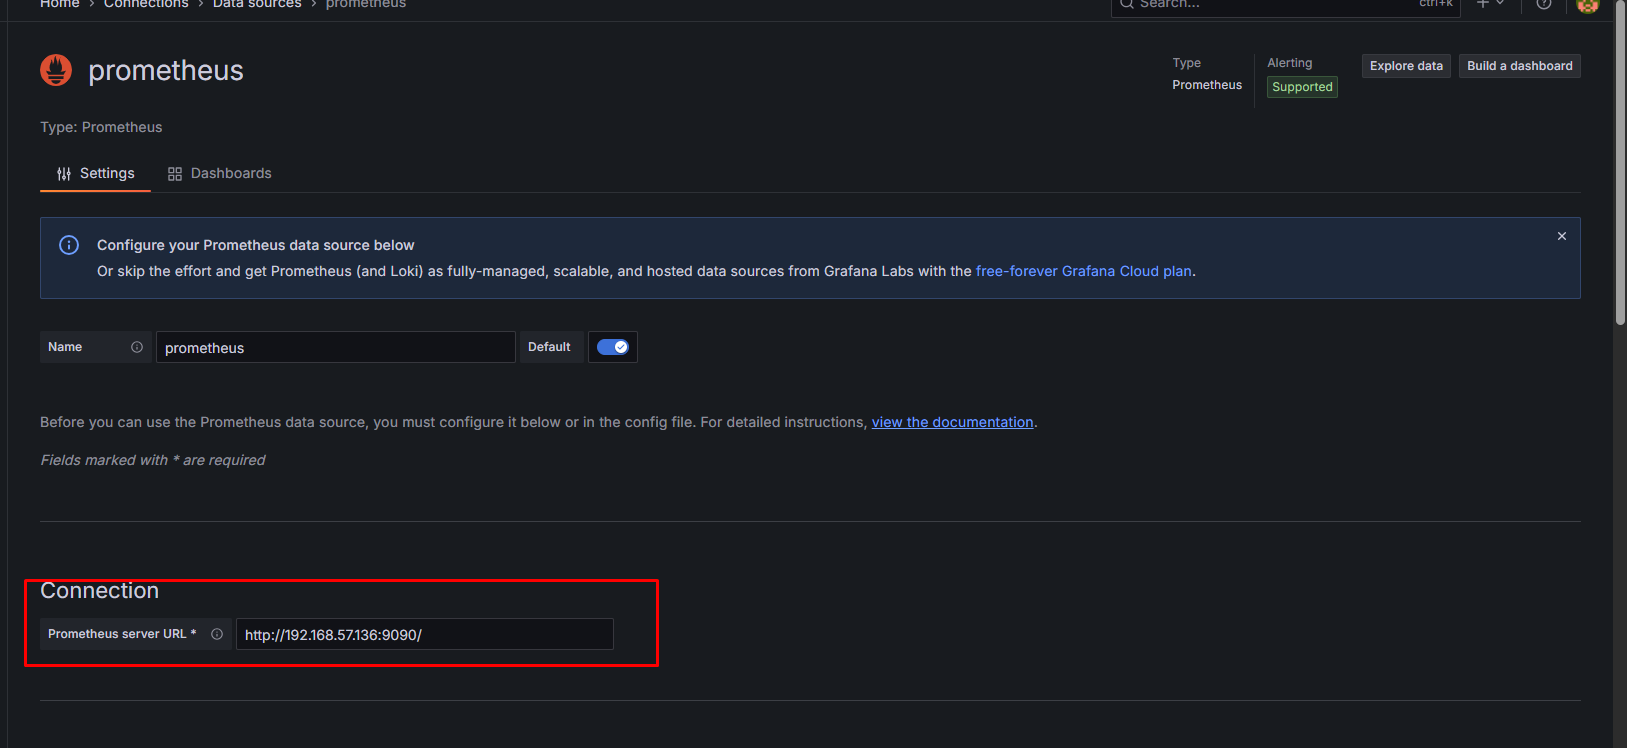 Home › Connections › Data sources › prometheus
Search... ctrl+k
prometheus
Type
Prometheus
Alerting
Supported
Explore data
Build a dashboard
Type: Prometheus
Settings
Dashboards
Configure your Prometheus data source below
Or skip the effort and get Prometheus (and Loki) as fully-managed, scalable, and hosted data sources from Grafana Labs with the free-forever Grafana Cloud plan.
Name
prometheus
Default
Before you can use the Prometheus data source, you must configure it below or in the config file. For detailed instructions, view the documentation.
Fields marked with * are required
Connection
Prometheus server URL *
http://192.168.57.136:9090/